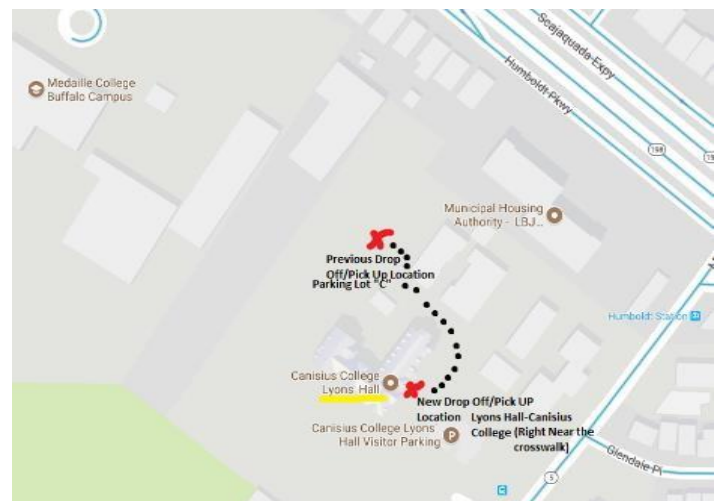 Scajaquada-Expy
Humboldt-Pkwy
Medaille College
Buffalo Campus
198
Municipal Housing
Authority - LBJ...
Previous Drop
Off/Pick Up Location
Parking Lot "C"
Humboldt Station
Canisius College
Lyons Hall
New Drop Off/Pick UP
Location Lyons Hall-Canisius
College (Right Near the
crosswalk)
Canisius College Lyons
Hall Visitor Parking
P
Glendale Pl
5